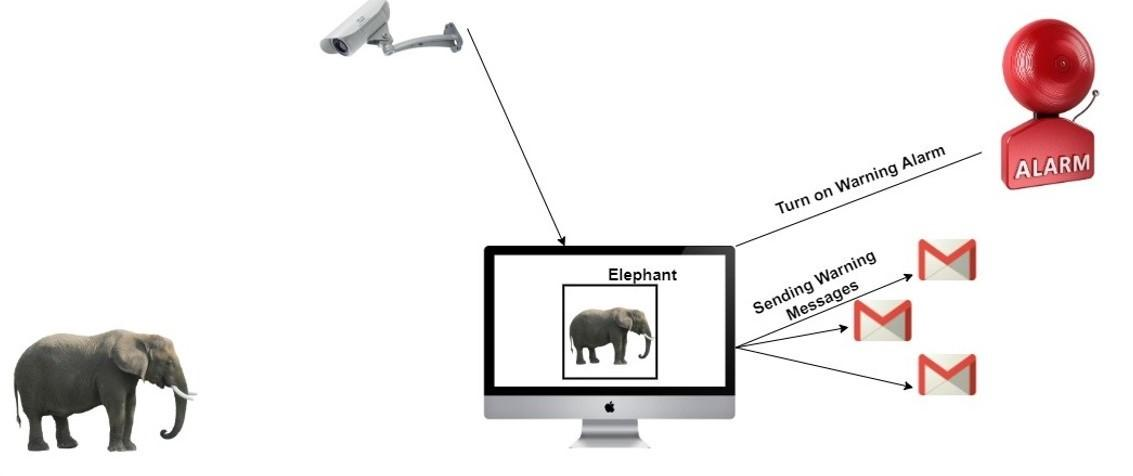 ALARM
Turn on Warning Alarm
Elephant
Sending Warning
Messages